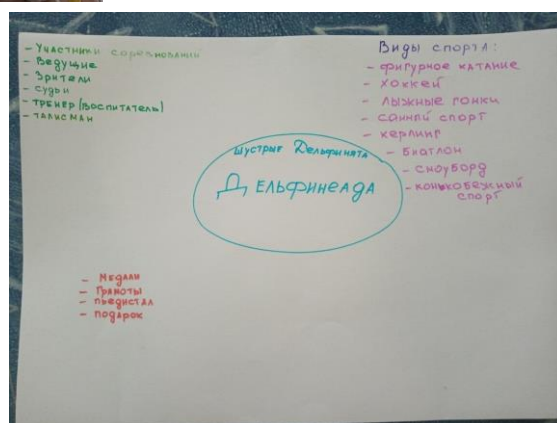 - Участники соревнований
- Ведущие
- Зрители
- Судьи
- тренер (воспитатель)
- талисман
Виды спорта:
- фигурное катание
- хоккей
- лыжные гонки
- санный спорт
- керлинг
- Биатлон
- сноуборд
- конькобежный
спорт
шустрые Дельфинята
Дельфинеада
- Медали
- Грамоты
- пьедистал
- подарок